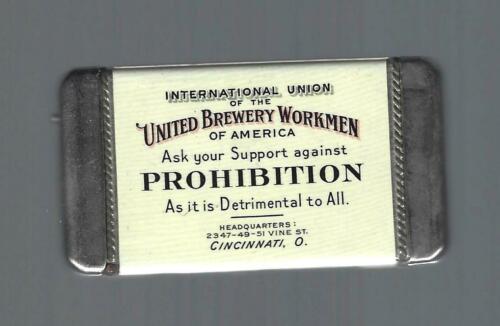 INTERNATIONAL UNION
OF THE
UNITED BREWERY WORKMEN
OF AMERICA
Ask your Support against
PROHIBITION
As it is Detrimental to All.
HEADQUARTERS:
2347-49-51 VINE ST.
CINCINNATI, O.